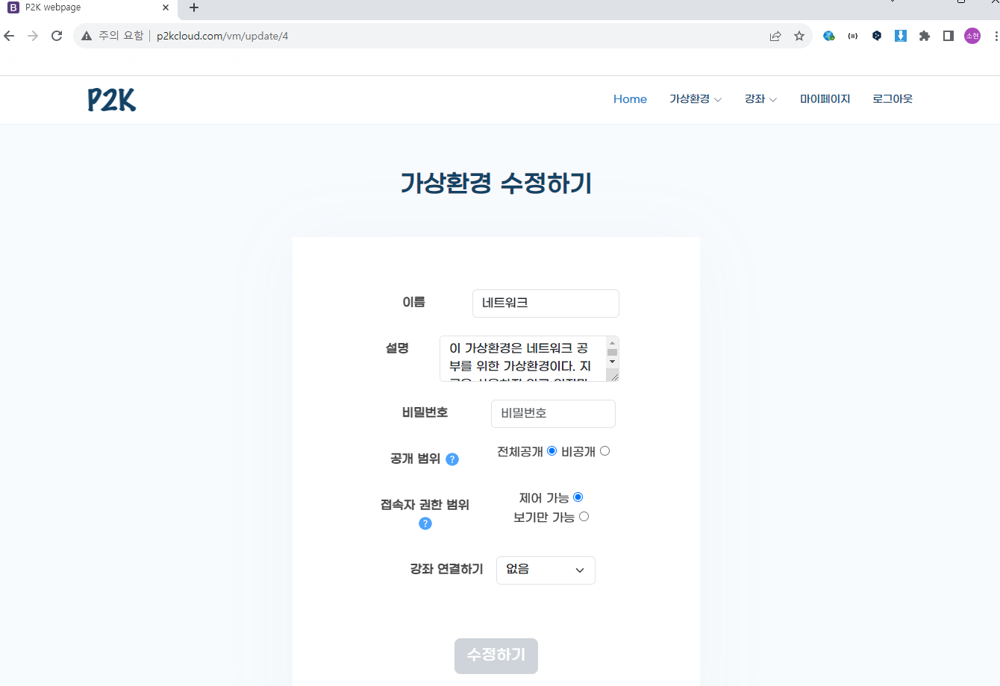 B P2K webpage
주의 요함 p2kcloud.com/vm/update/4
{=} 소현
P2K Home 가상환경 강좌 마이페이지 로그아웃
가상환경 수정하기
이름 네트워크
설명 이 가상환경은 네트워크 공
부를 위한 가상환경이다. 지
비밀번호 비밀번호
공개 범위 ? 전체공개 비공개
접속자 권한 범위 제어 가능
? 보기만 가능
강좌 연결하기 없음
수정하기